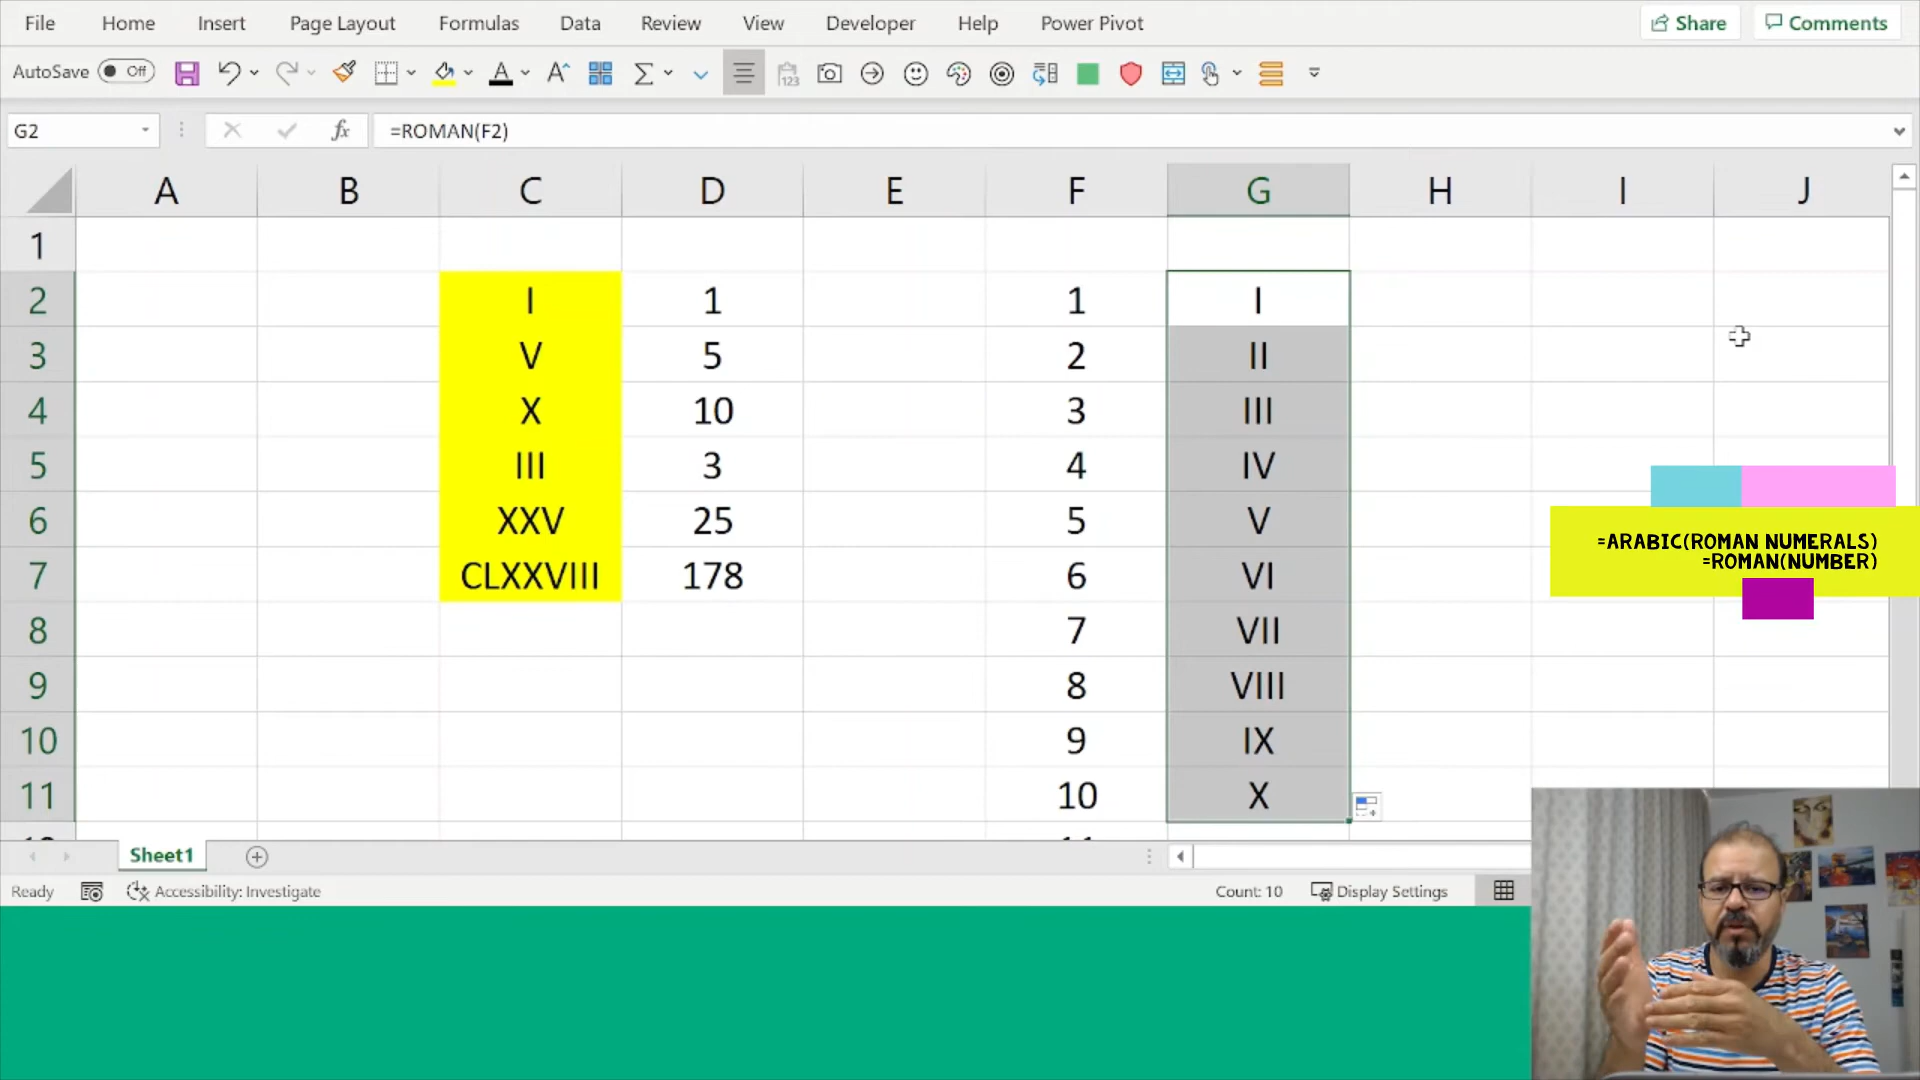 File Home Insert Page Layout Formulas Data Review View Developer Help Power Pivot Share Comments
AutoSave Off
G2 fx =ROMAN(F2)
A B C D E F G H I J
1
2 I 1 1 I
3 V 5 2 II
4 X 10 3 III
5 III 3 4 IV
6 XXV 25 5 V
7 CLXXVIII 178 6 VI
8 7 VII
9 8 VIII
10 9 IX
11 10 X
=ARABIC(ROMAN NUMERALS)
=ROMAN(NUMBER)
Sheet1
Ready Accessibility: Investigate Count: 10 Display Settings